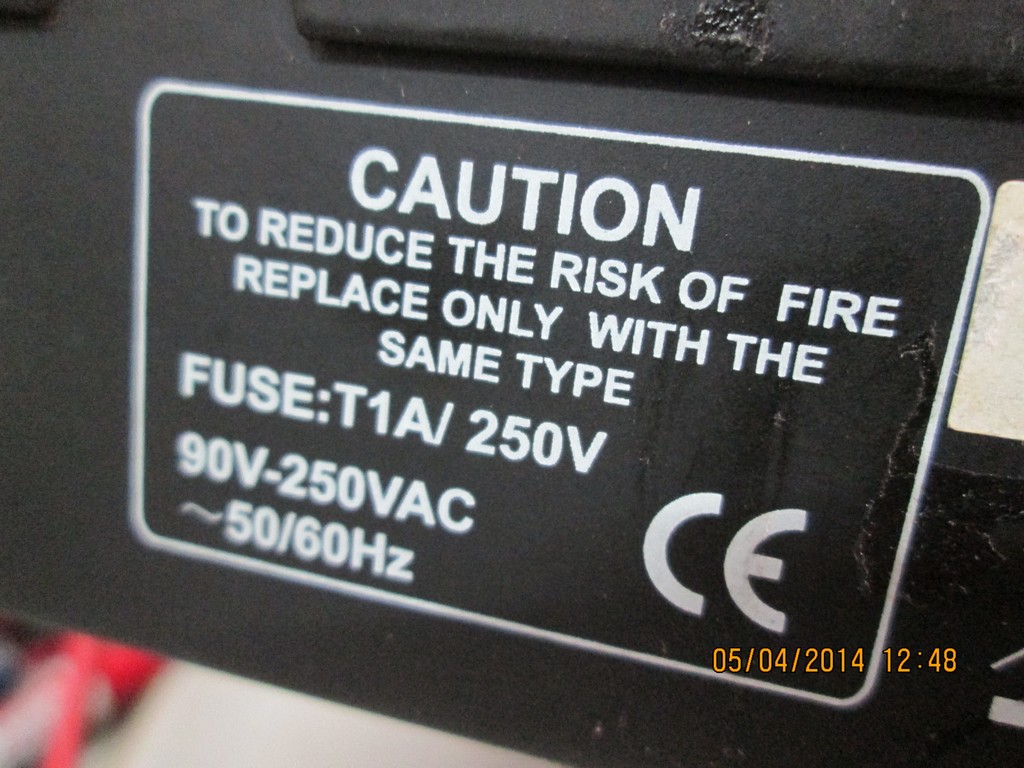 CAUTION
TO REDUCE THE RISK OF FIRE
REPLACE ONLY WITH THE
SAME TYPE
FUSE:T1A/ 250V
90V-250VAC
~50/60Hz
CE
05/04/2014 12:48